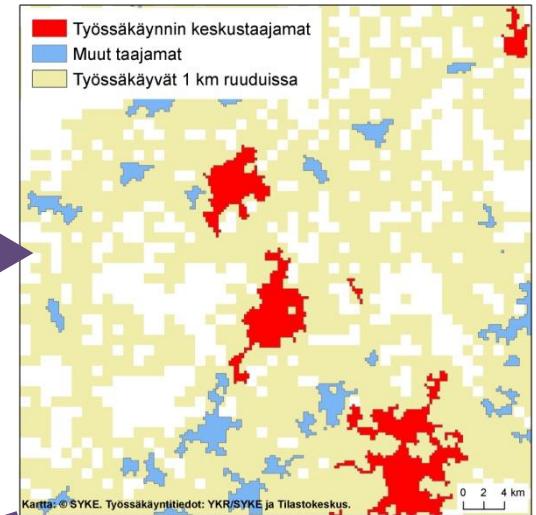 Työssäkäynnin keskustaajamat
Muut taajamat
Työssäkäyvät 1 km ruuduissa
0 2 4 km
Kartta: © SYKE. Työssäkäyntitiedot: YKR/SYKE ja Tilastokeskus.